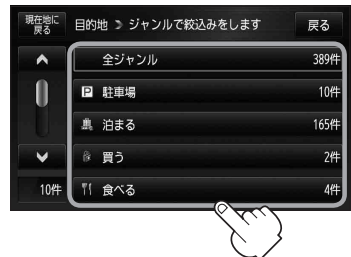 現在地に
戻る
目的地 ジャンルで絞込みをします
戻る
全ジャンル 389件
P 駐車場 10件
泊まる 165件
買う 2件
10件
食べる 4件